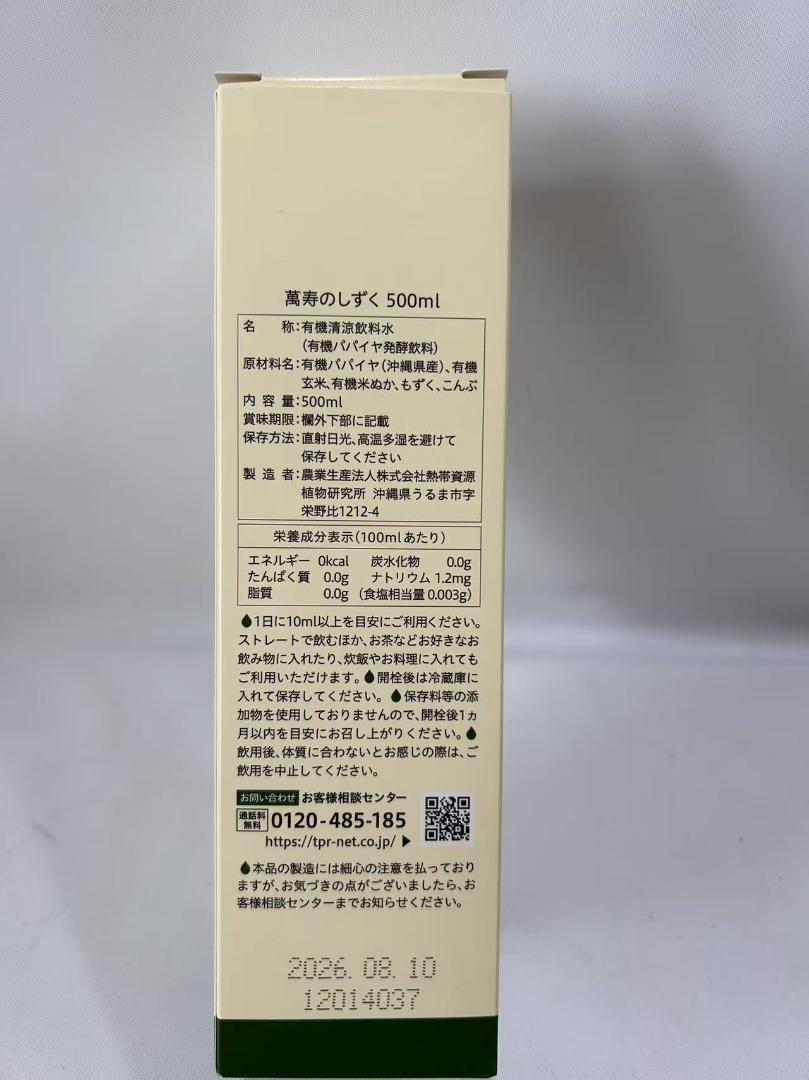 萬寿のしずく 500ml
名 称:有機清涼飲料水
(有機パパイヤ発酵飲料)
原材料名:有機パパイヤ(沖縄県産)、有機
玄米、有機米ぬか、もずく、こんぶ
内 容 量:500ml
賞味期限:欄外下部に記載
保存方法:直射日光、高温多湿を避けて
保存してください
製 造 者:農業生産法人株式会社熱帯資源
植物研究所 沖縄県うるま市字
栄野比1212-4
栄養成分表示(100mlあたり)
エネルギー 0kcal 炭水化物 0.0g
たんぱく質 0.0g ナトリウム 1.2mg
脂質 0.0g (食塩相当量 0.003g)
1日に10ml以上を目安にご利用ください。
ストレートで飲むほか、お茶などお好きなお
飲み物に入れたり、炊飯やお料理に入れても
ご利用いただけます。開栓後は冷蔵庫に
入れて保存してください。保存料等の添
加物を使用しておりませんので、開栓後1ヵ
月以内を目安にお召し上がりください。
飲用後、体質に合わないとお感じの際は、ご
飲用を中止してください。
お問い合わせ お客様相談センター
通話料無料 0120-485-185
https://tpr-net.co.jp/ ▶
本品の製造には細心の注意を払っており
ますが、お気づきの点がございましたら、お
客様相談センターまでお知らせください。
2026. 08. 10
12014037